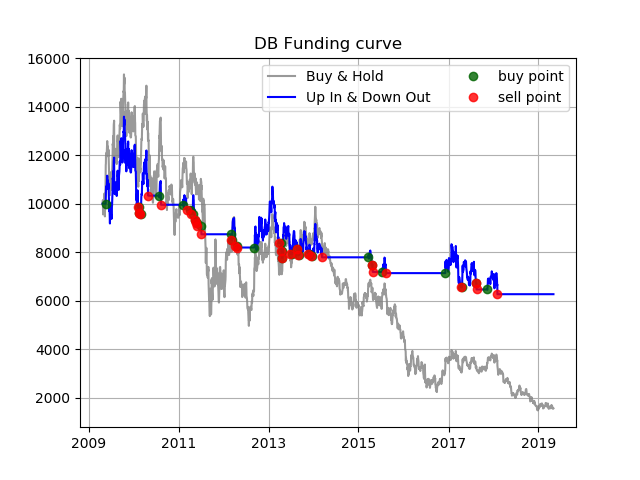 DB Funding curve
16000
14000
12000
10000
8000
6000
4000
2000
Buy & Hold
Up In & Down Out
buy point
sell point
2009 2011 2013 2015 2017 2019